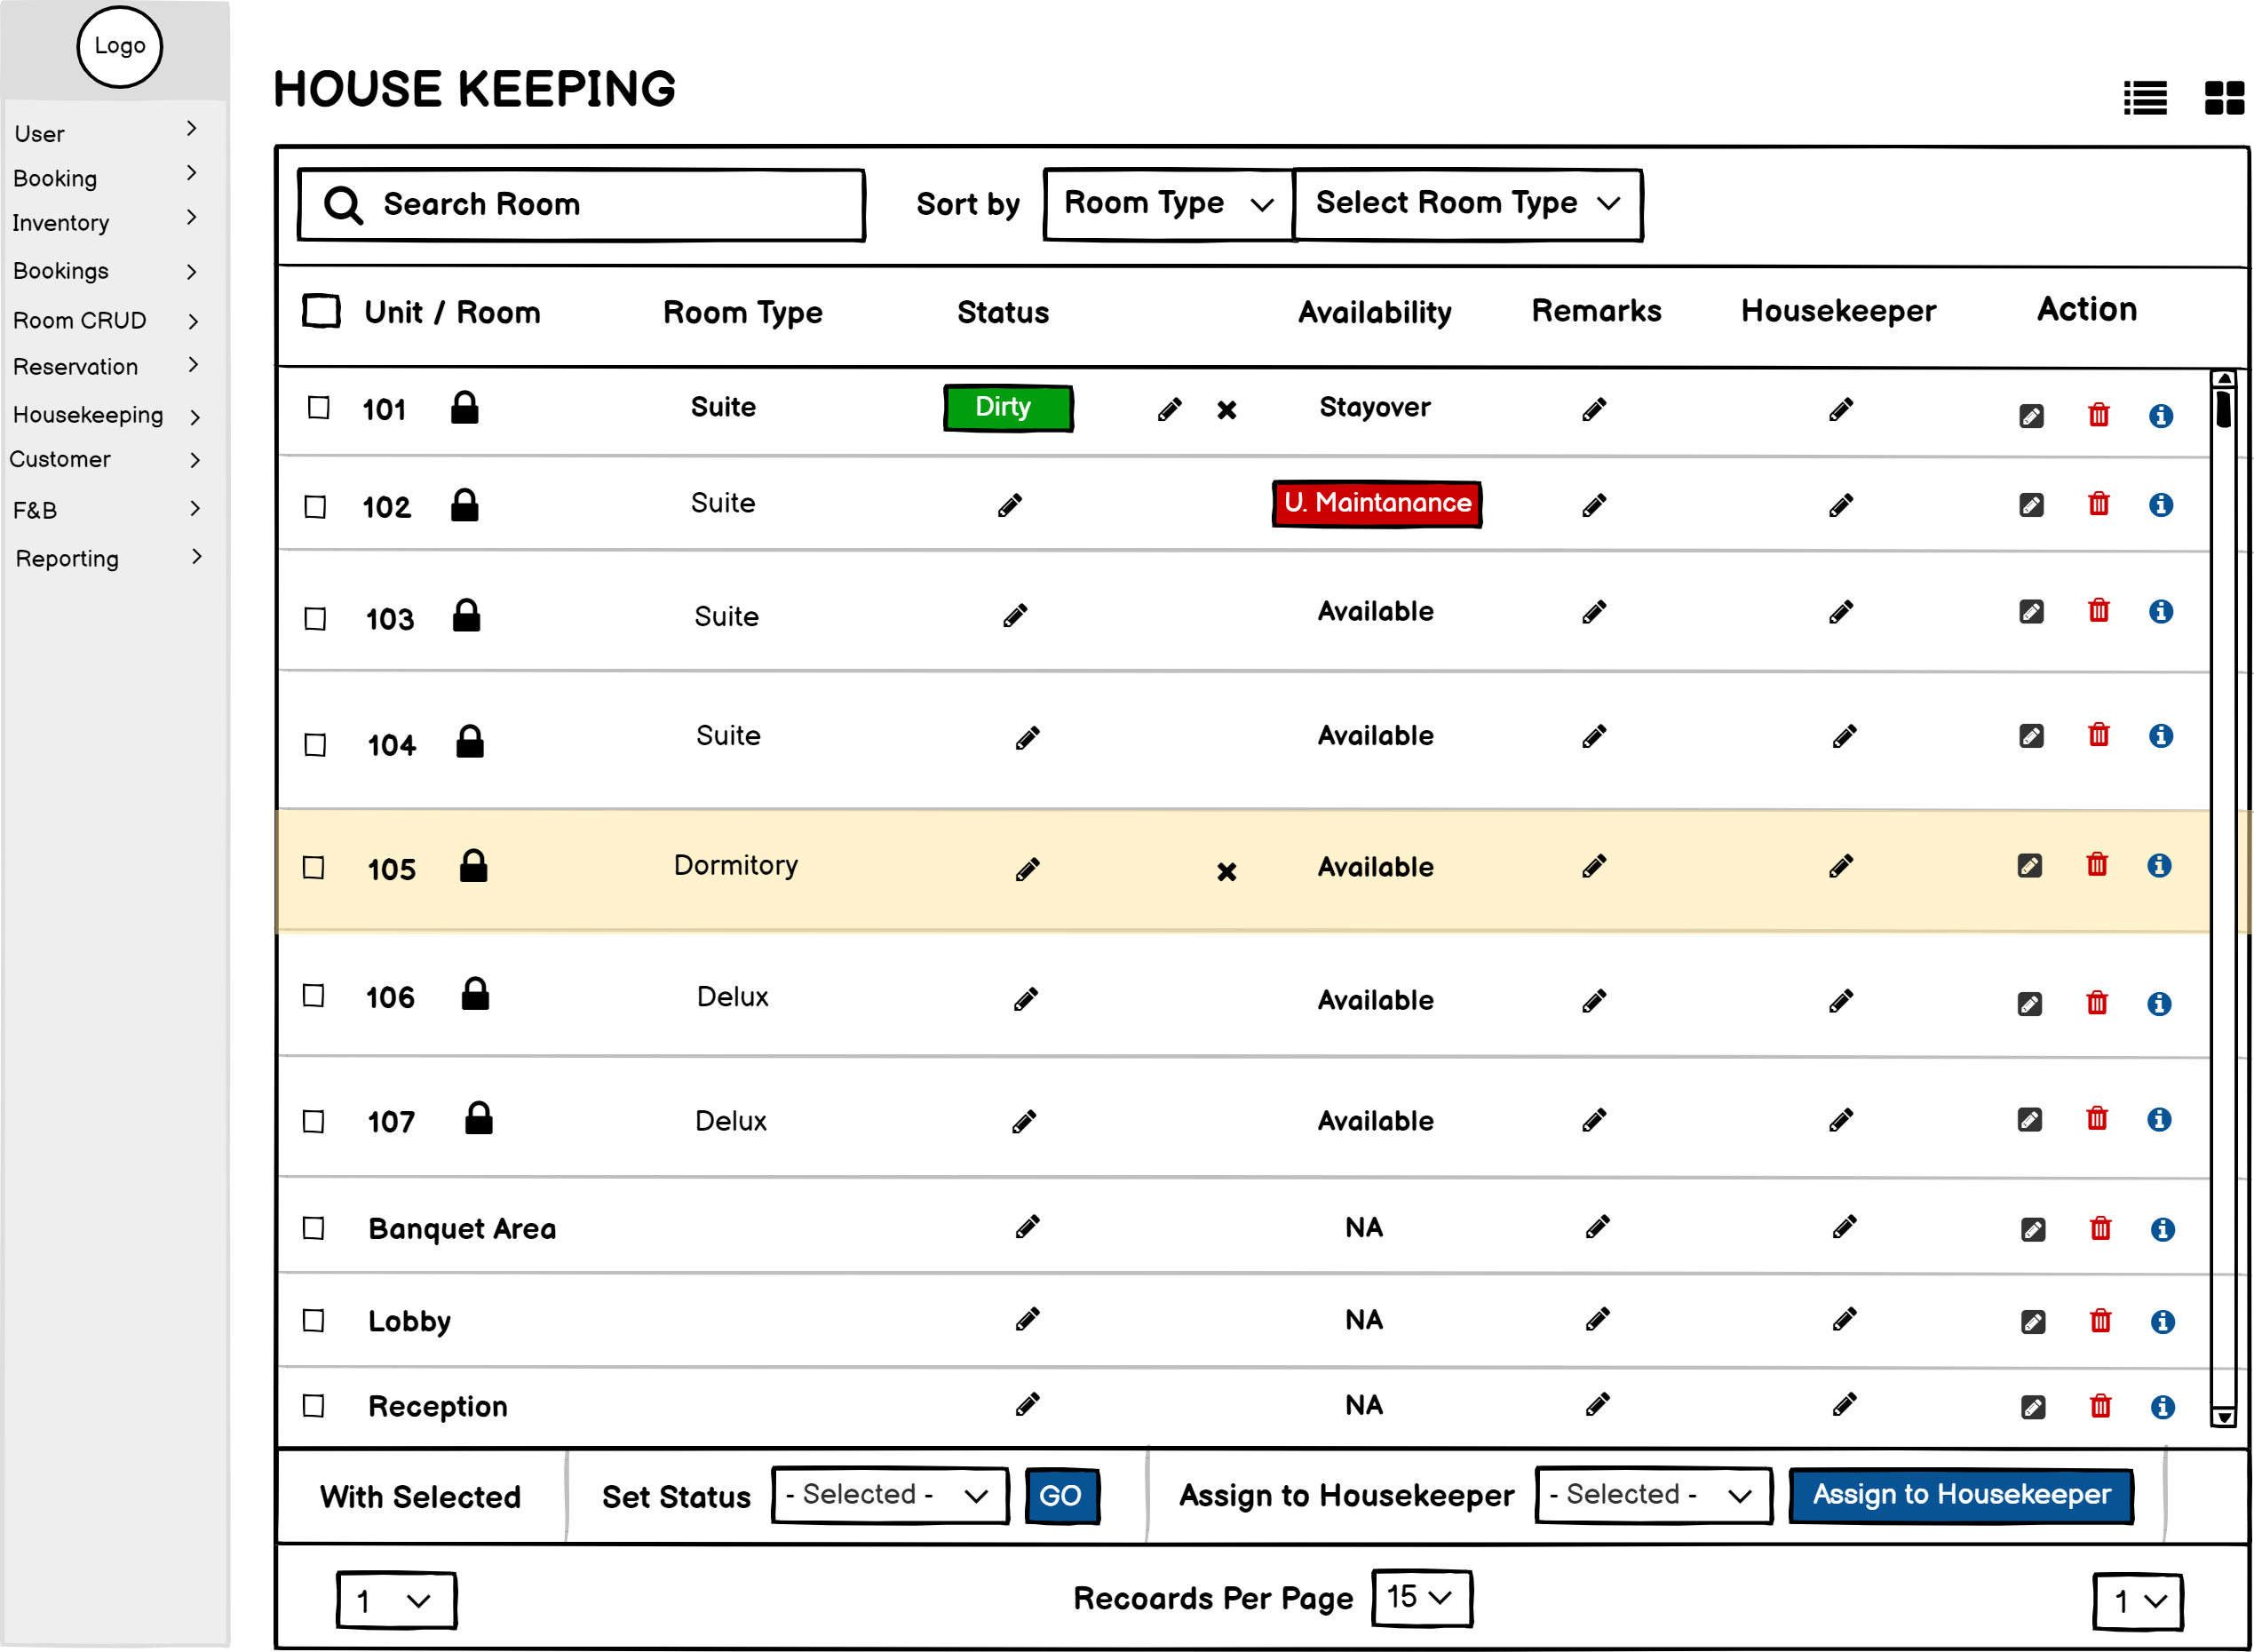 Logo
User
Booking
Inventory
Bookings
Room CRUD
Reservation
Housekeeping
Customer
F&B
Reporting
HOUSE KEEPING
Search Room Sort by Room Type Select Room Type
Unit / Room Room Type Status Availability Remarks Housekeeper Action
101 Suite Dirty Stayover
102 Suite U. Maintanance
103 Suite Available
104 Suite Available
105 Dormitory Available
106 Delux Available
107 Delux Available
Banquet Area NA
Lobby NA
Reception NA
With Selected Set Status - Selected - GO Assign to Housekeeper - Selected - Assign to Housekeeper
1 Recoards Per Page 15 1